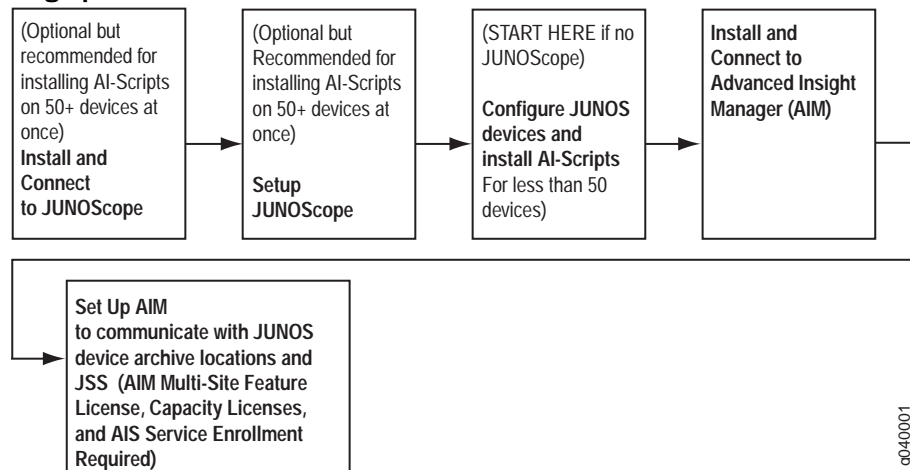 (Optional but
recommended for
installing AI-Scripts
on 50+ devices at
once)
Install and
Connect
to JUNOScope
(Optional but
Recommended for
installing AI-Scripts
on 50+ devices at
once)
Setup
JUNOScope
(START HERE if no
JUNOScope)
Configure JUNOS
devices and
install AI-Scripts
For less than 50
devices)
Install and
Connect to
Advanced Insight
Manager (AIM)
Set Up AIM
to communicate with JUNOS
device archive locations and
JSS (AIM Multi-Site Feature
License, Capacity Licenses,
and AIS Service Enrollment
Required)
g040001